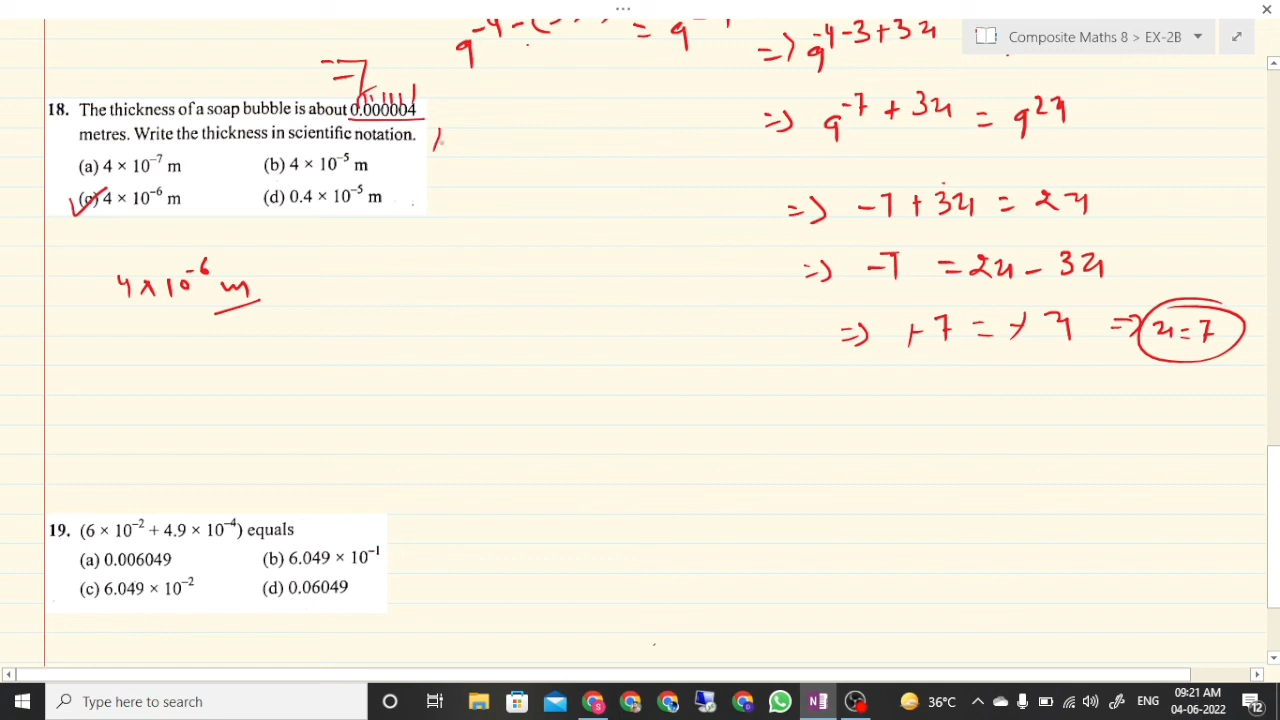 Composite Maths 8 > EX-2B
=> 9^-4-3+3x
18. The thickness of a soap bubble is about 0.000004
metres. Write the thickness in scientific notation.
(a) 4 × 10^-7 m (b) 4 × 10^-5 m
(c) 4 × 10^-6 m (d) 0.4 × 10^-5 m
=> 9^-7+3x = 9^2x
=> -7 + 3x = 2x
=> -7 = 2x - 3x
=> +7 = +x => x = 7
4 × 10^-6 m
19. (6 × 10^-2 + 4.9 × 10^-4) equals
(a) 0.006049 (b) 6.049 × 10^-1
(c) 6.049 × 10^-2 (d) 0.06049
Type here to search
36°C
ENG
09:21 AM
04-06-2022
12